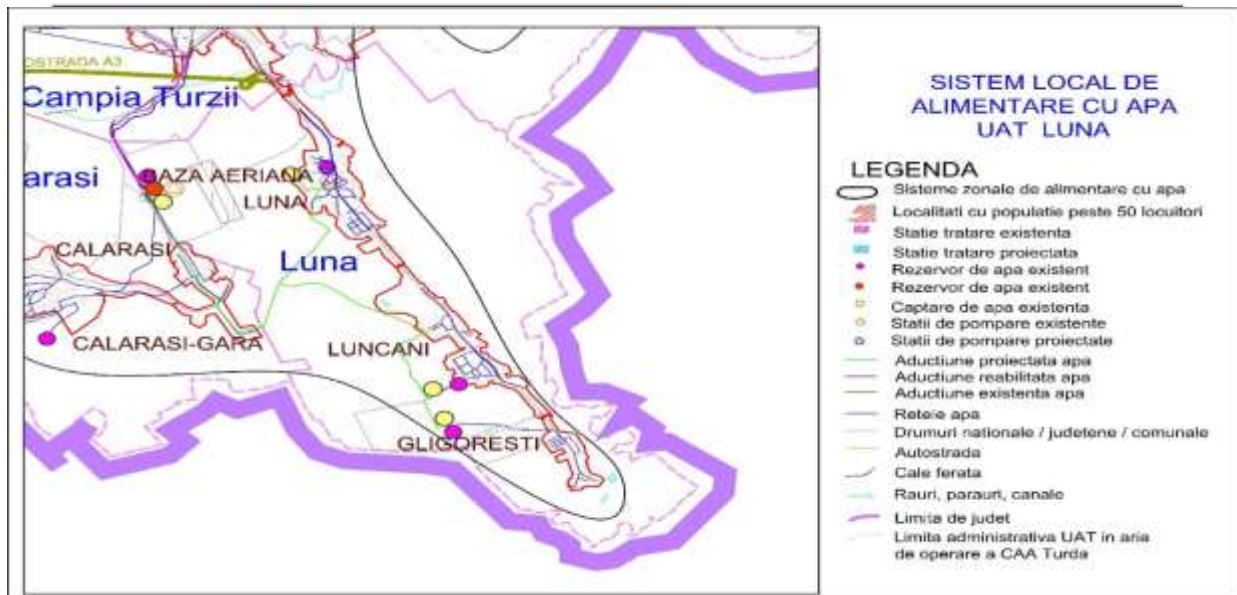 OSTRADA A3
Campia Turzii
arasi
BAZA AERIANA
LUNA
CALARASI
Luna
CALARASI-GARA
LUNCANI
GLIGORESTI
SISTEM LOCAL DE
ALIMENTARE CU APA
UAT LUNA
LEGENDA
Sisteme zonale de alimentare cu apa
Localitati cu populatie peste 50 locuitori
Statie tratare existenta
Statie tratare proiectata
Rezervor de apa existent
Rezervor de apa existent
Captare de apa existenta
Statii de pompare existente
Statii de pompare proiectate
Aductiune proiectata apa
Aductiune reabilitata apa
Aductiune existenta apa
Retele apa
Drumuri nationale / judetene / comunale
Autostrada
Cale ferata
Rauri, parauri, canale
Limita de judet
Limita administrativa UAT in aria
de operare a CAA Turda